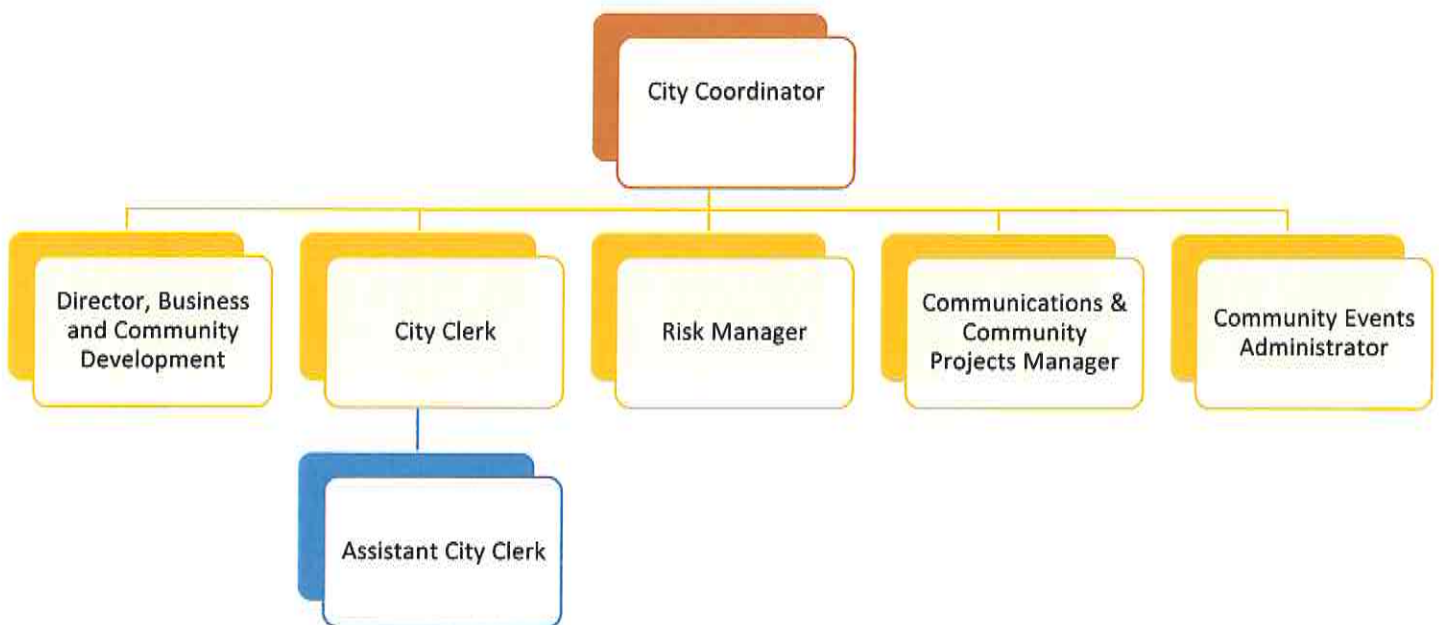 City Coordinator
Director, Business
and Community
Development
City Clerk
Risk Manager
Communications &
Community
Projects Manager
Community Events
Administrator
Assistant City Clerk